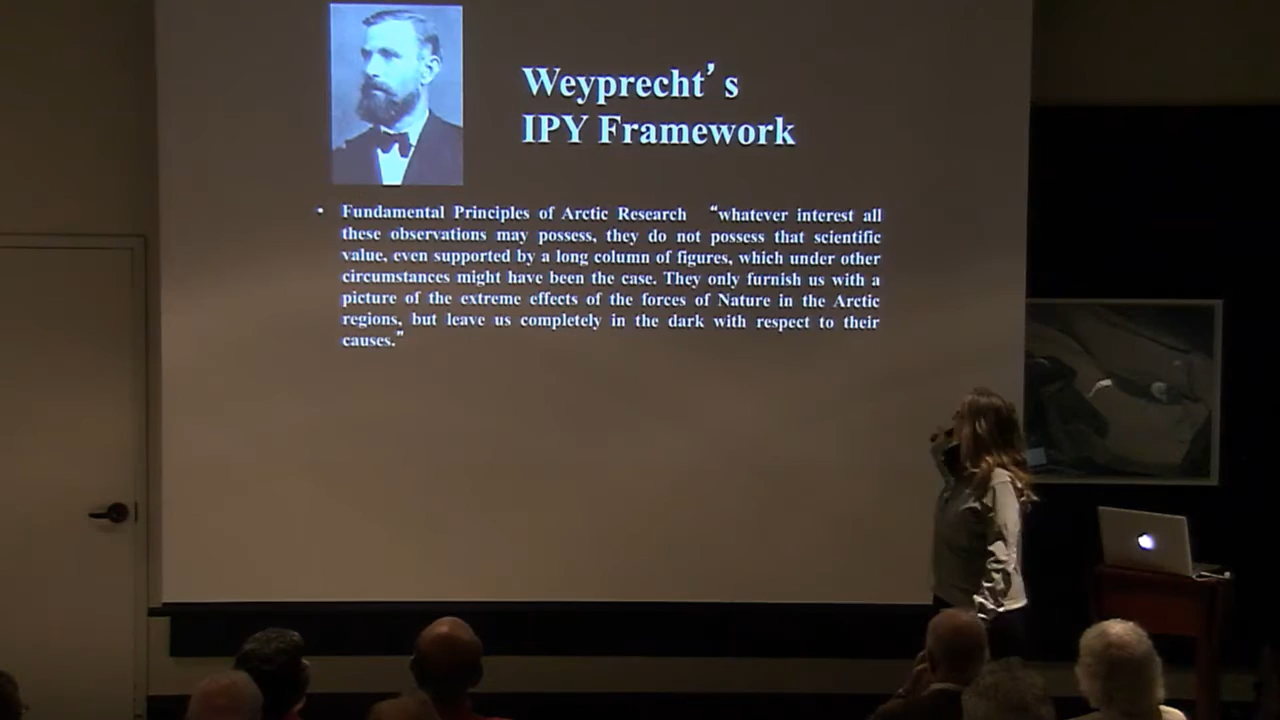 Weyprecht’s
IPY Framework
• Fundamental Principles of Arctic Research “whatever interest all
these observations may possess, they do not possess that scientific
value, even supported by a long column of figures, which under other
circumstances might have been the case. They only furnish us with a
picture of the extreme effects of the forces of Nature in the Arctic
regions, but leave us completely in the dark with respect to their
causes.”